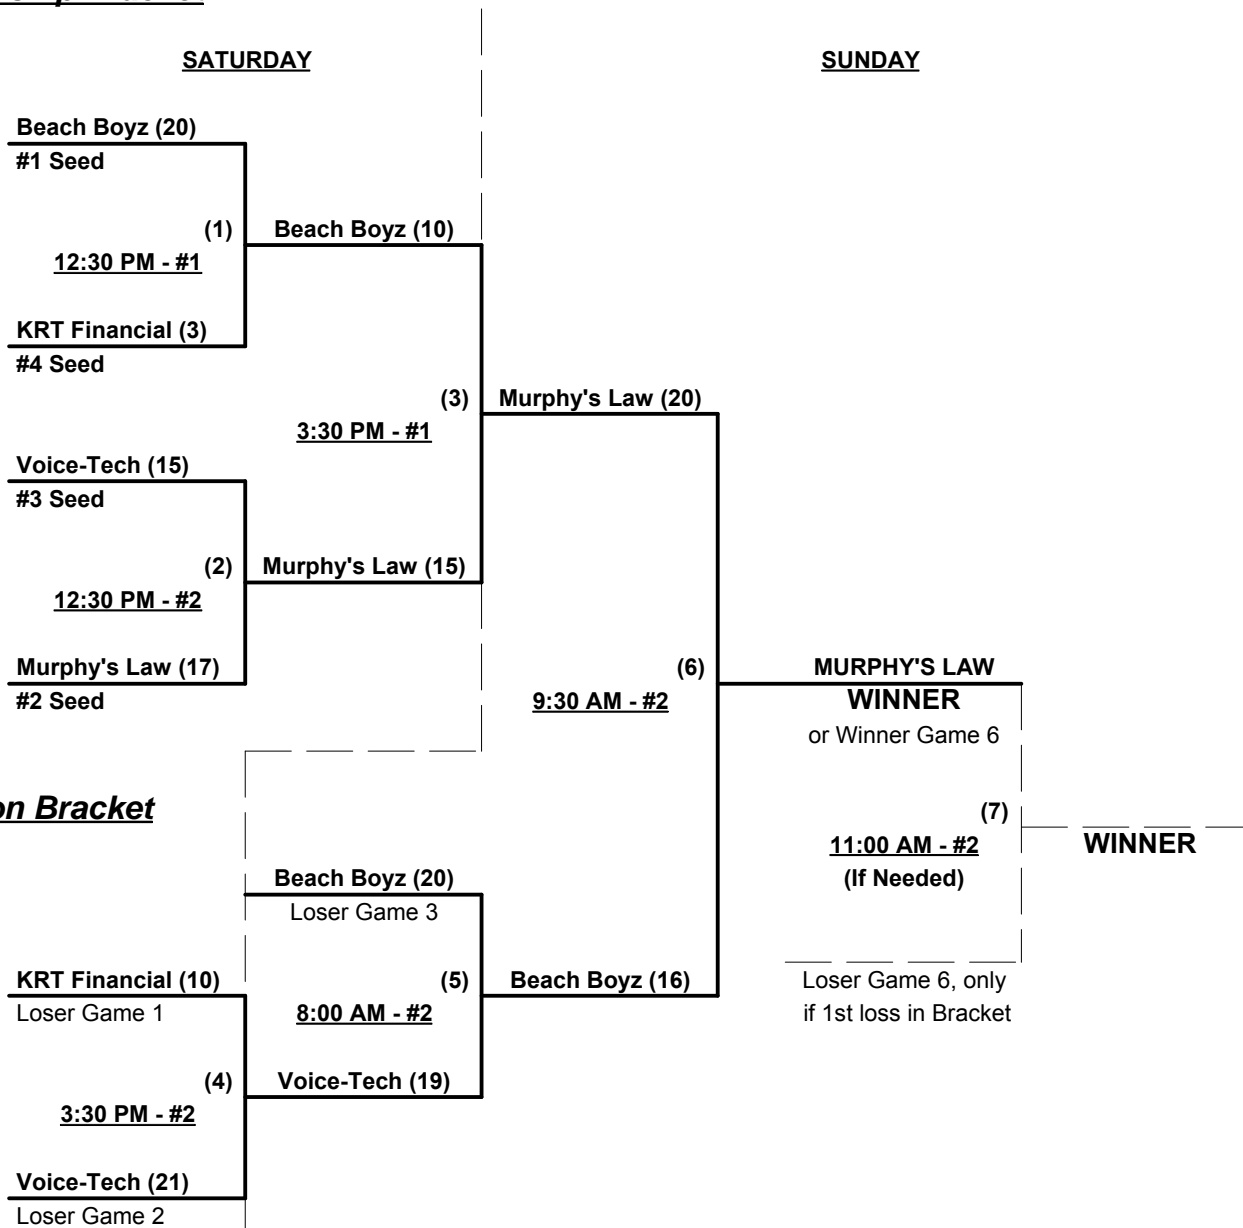 SATURDAY
SUNDAY
Beach Boyz (20)
#1 Seed
(1)
Beach Boyz (10)
12:30 PM - #1
KRT Financial (3)
#4 Seed
(3)
Murphy's Law (20)
3:30 PM - #1
Voice-Tech (15)
#3 Seed
(2)
Murphy's Law (15)
12:30 PM - #2
Murphy's Law (17)
#2 Seed
(6)
MURPHY'S LAW
9:30 AM - #2
WINNER
or Winner Game 6
on Bracket
(7)
11:00 AM - #2
WINNER
(If Needed)
Beach Boyz (20)
Loser Game 3
KRT Financial (10)
Loser Game 1
(5)
Beach Boyz (16)
8:00 AM - #2
Loser Game 6, only
if 1st loss in Bracket
(4)
Voice-Tech (19)
3:30 PM - #2
Voice-Tech (21)
Loser Game 2